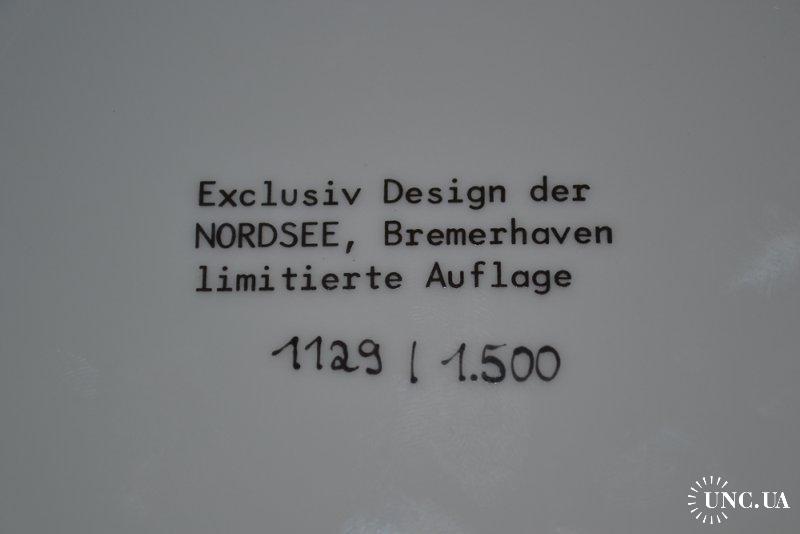 Exclusiv Design der
NORDSEE, Bremerhaven
limitierte Auflage
1129 / 1.500
UNC.UA